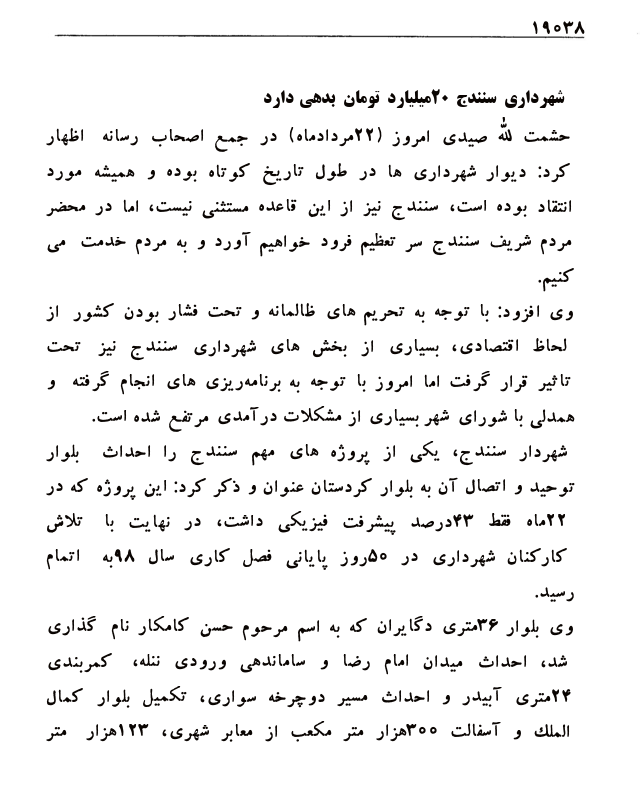 ۱۹۰۳۸
شهرداری سنندج ۲۰میلیارد تومان بدهی دارد
حشمت لله صیدی امروز (۲۲مردادماه) در جمع اصحاب رسانه اظهار
کرد: دیوار شهرداری ها در طول تاریخ کوتاه بوده و همیشه مورد
انتقاد بوده است، سنندج نیز از این قاعده مستثنی نیست، اما در محضر
مردم شریف سنندج سر تعظیم فرود خواهیم آورد و به مردم خدمت می
کنیم.
وی افزود: با توجه به تحریم های ظالمانه و تحت فشار بودن کشور از
لحاظ اقتصادی، بسیاری از بخش های شهرداری سنندج نیز تحت
تاثیر قرار گرفت اما امروز با توجه به برنامه‌ریزی های انجام گرفته و
همدلی با شورای شهر بسیاری از مشکلات درآمدی مرتفع شده است.
شهردار سنندج، یکی از پروژه های مهم سنندج را احداث بلوار
توحید و اتصال آن به بلوار کردستان عنوان و ذکر کرد: این پروژه که در
۲۲ماه فقط ۴۳درصد پیشرفت فیزیکی داشت، در نهایت با تلاش
کارکنان شهرداری در ۵۰روز پایانی فصل کاری سال ۹۸به اتمام
رسید.
وی بلوار ۳۶متری دگایران که به اسم مرحوم حسن کامکار نام گذاری
شد، احداث میدان امام رضا و ساماندهی ورودی ننله، کمربندی
۲۴متری آبیدر و احداث مسیر دوچرخه سواری، تکمیل بلوار کمال
الملك و آسفالت ۳۰۰هزار متر مکعب از معابر شهری، ۱۲۳هزار متر